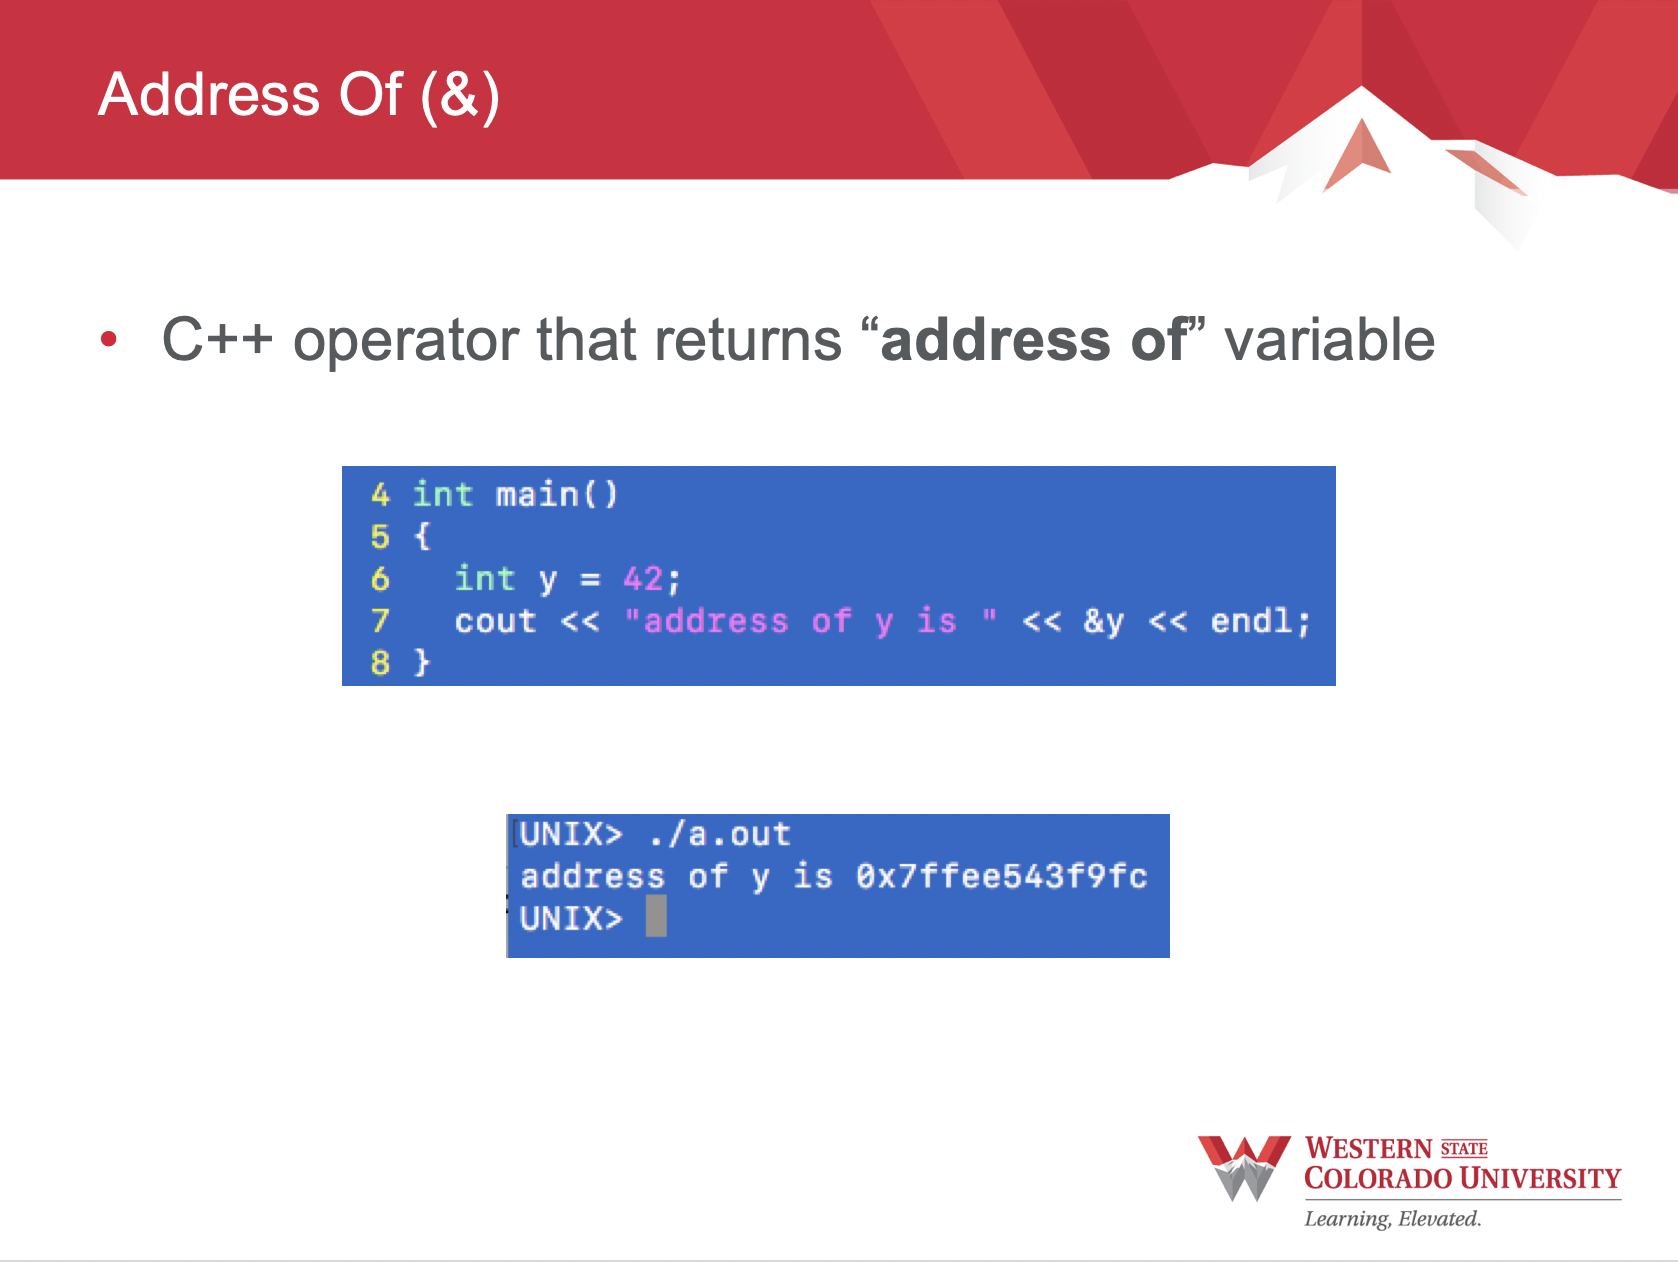 Address Of (&)
• C++ operator that returns “address of” variable
4 int main()
5 {
6   int y = 42;
7   cout << "address of y is " << &y << endl;
8 }
[UNIX> ./a.out
address of y is 0x7ffee543f9fc
UNIX>
WESTERN STATE
COLORADO UNIVERSITY
Learning, Elevated.